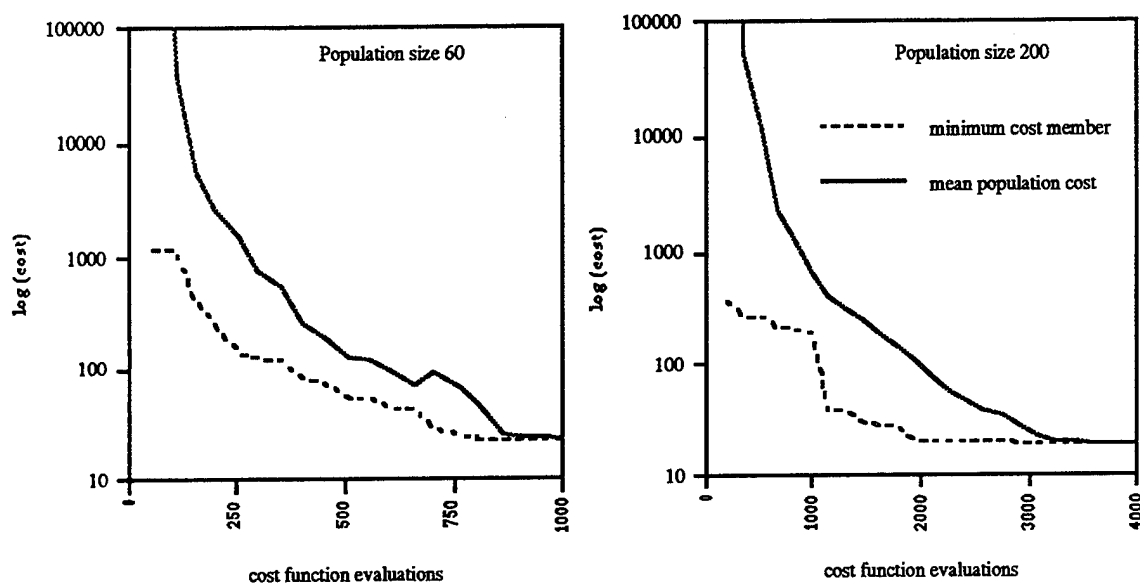 Population size 60
100000
10000
1000
100
10
log (cost)
0
250
500
750
1000
cost function evaluations
Population size 200
minimum cost member
mean population cost
100000
10000
1000
100
10
log (cost)
0
1000
2000
3000
4000
cost function evaluations